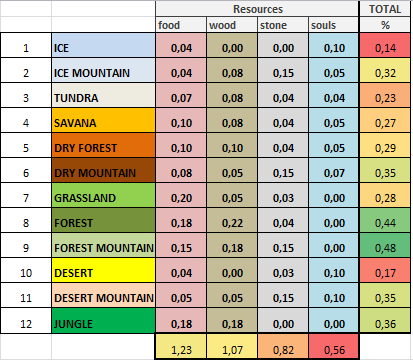 Resources TOTAL
food wood stone souls %
1 ICE 0,04 0,00 0,00 0,10 0,14
2 ICE MOUNTAIN 0,04 0,08 0,15 0,05 0,32
3 TUNDRA 0,07 0,08 0,04 0,04 0,23
4 SAVANA 0,10 0,08 0,04 0,05 0,27
5 DRY FOREST 0,10 0,10 0,04 0,05 0,29
6 DRY MOUNTAIN 0,08 0,05 0,15 0,07 0,35
7 GRASSLAND 0,20 0,05 0,03 0,00 0,28
8 FOREST 0,18 0,22 0,04 0,00 0,44
9 FOREST MOUNTAIN 0,15 0,18 0,15 0,00 0,48
10 DESERT 0,04 0,00 0,03 0,10 0,17
11 DESERT MOUNTAIN 0,05 0,05 0,15 0,10 0,35
12 JUNGLE 0,18 0,18 0,00 0,00 0,36
1,23 1,07 0,82 0,56